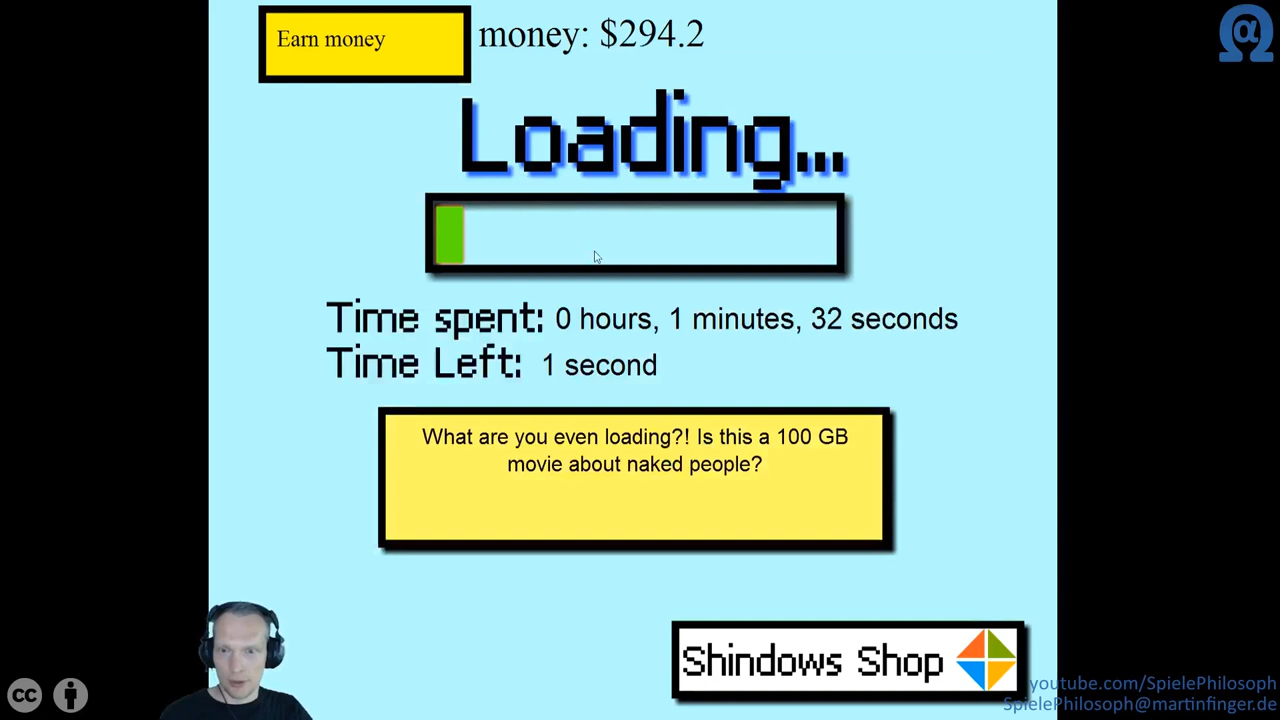 Earn money
money: $294.2
Loading...
Time spent: 0 hours, 1 minutes, 32 seconds
Time Left: 1 second
What are you even loading?! Is this a 100 GB
movie about naked people?
Shindows Shop
youtube.com/SpielePhilosoph
SpielePhilosoph@martinfinger.de
cc